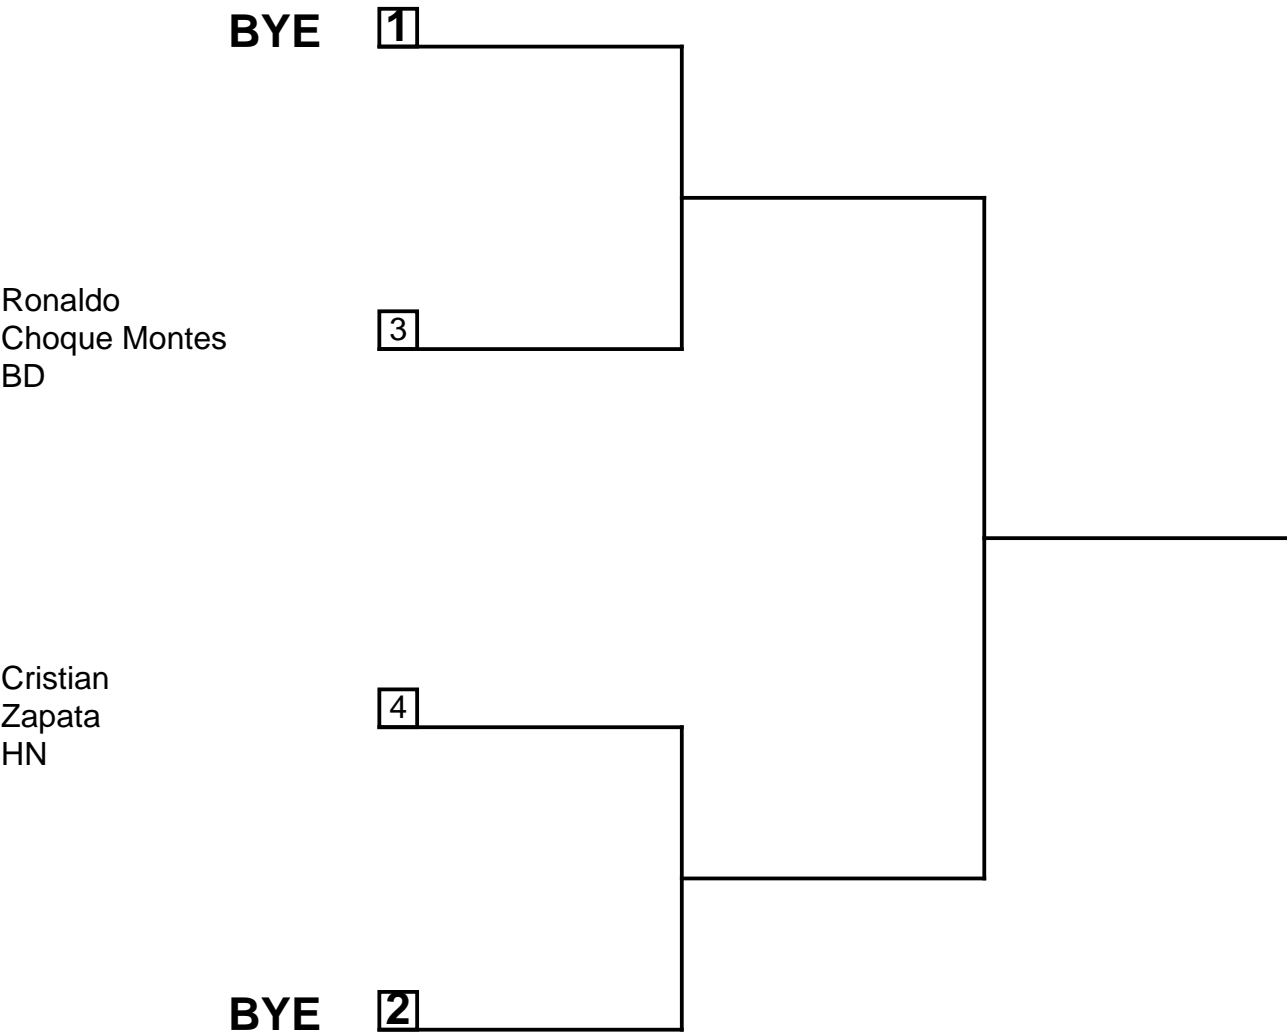 BYE 1
Ronaldo
Choque Montes
BD
3
Cristian
Zapata
HN
4
BYE 2